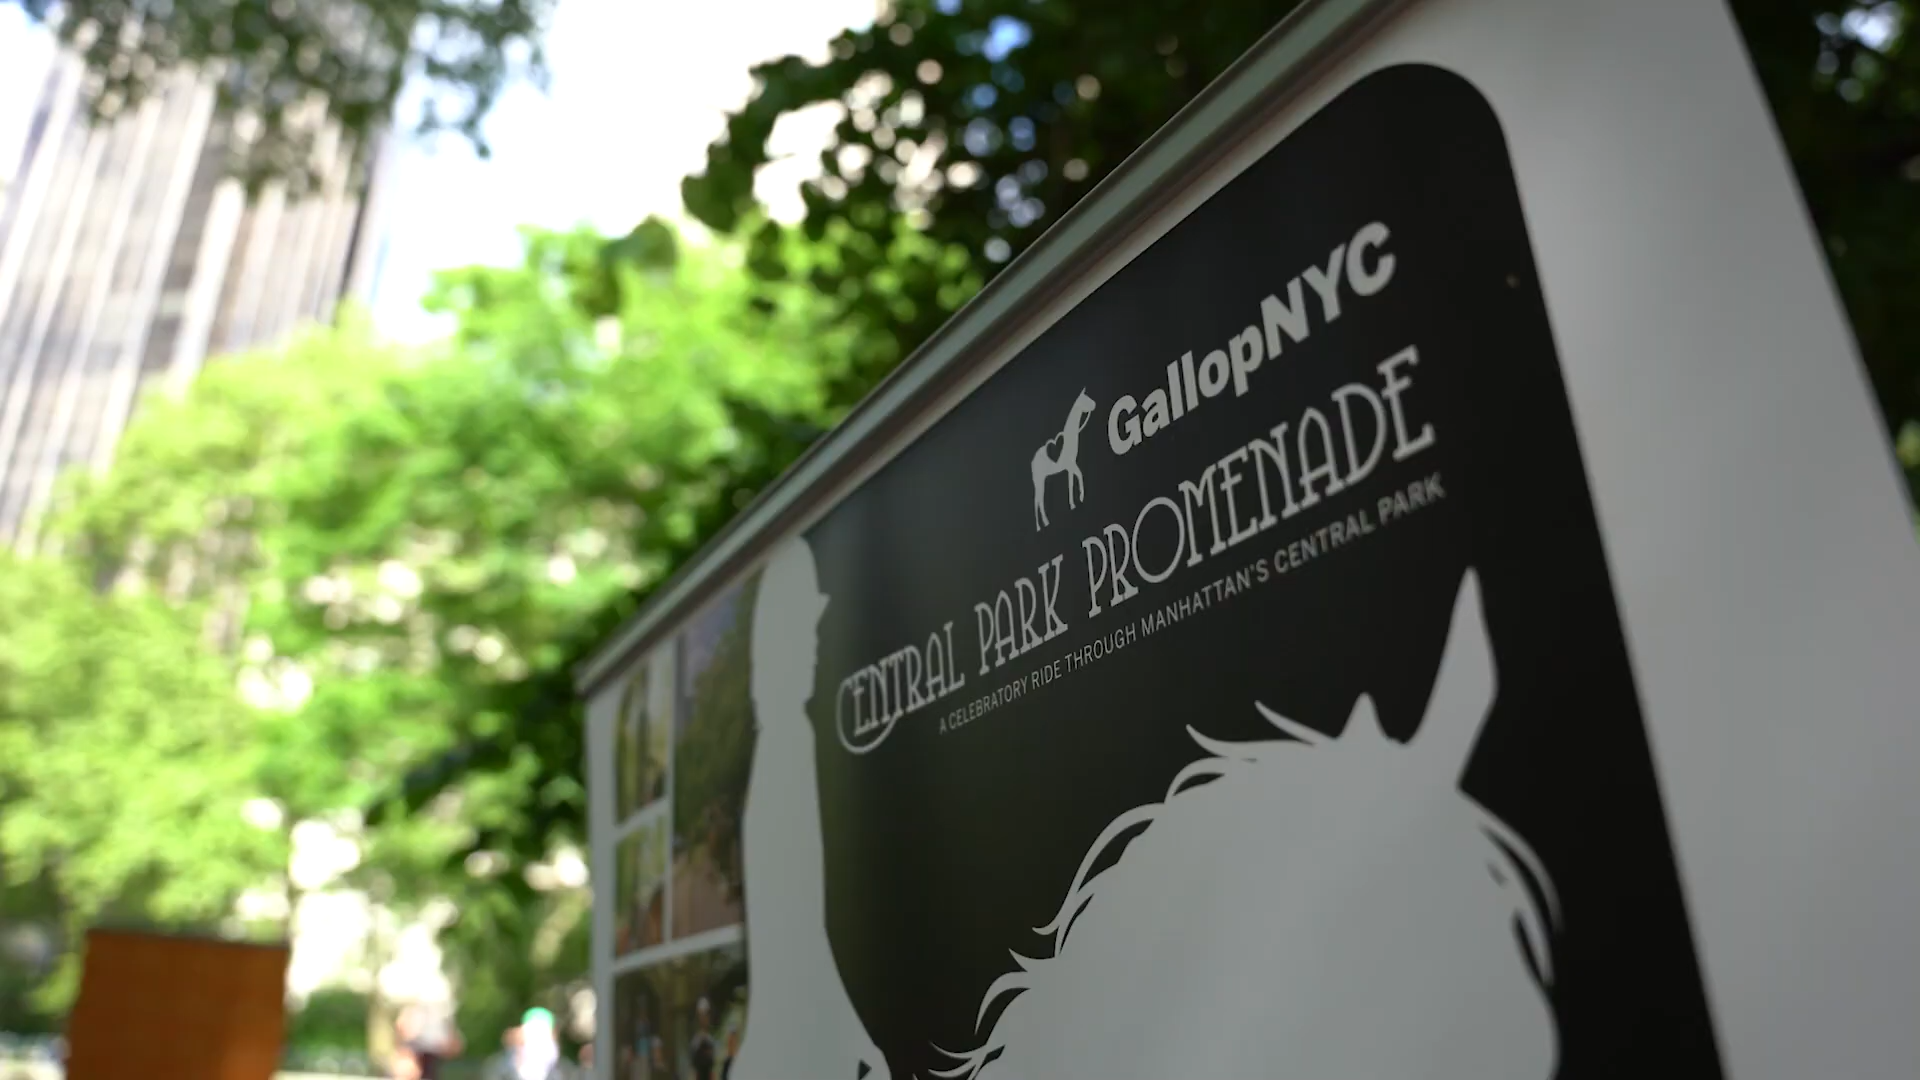 GallopNYC
CENTRAL PARK PROMENADE
A CELEBRATORY RIDE THROUGH MANHATTAN'S CENTRAL PARK